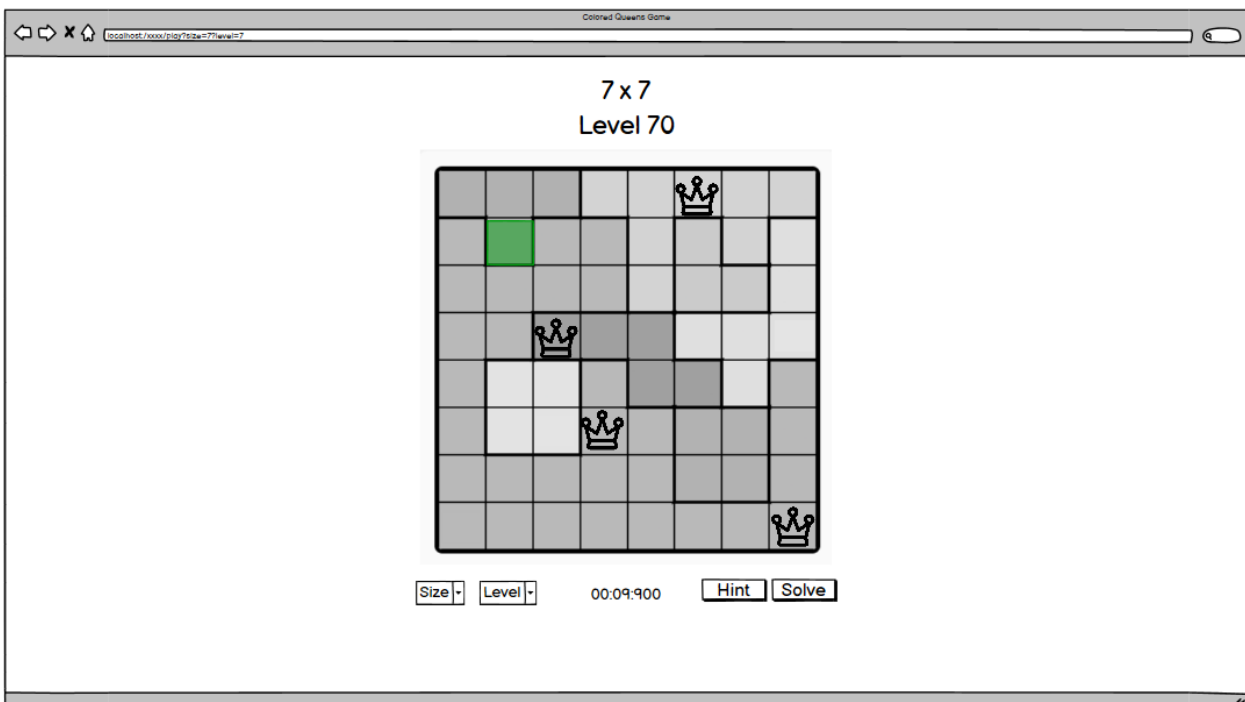 Colored Queens Game
localhost:/xxxx/play?size=7?level=7
7 x 7
Level 70
Size
Level
00:09:900
Hint
Solve